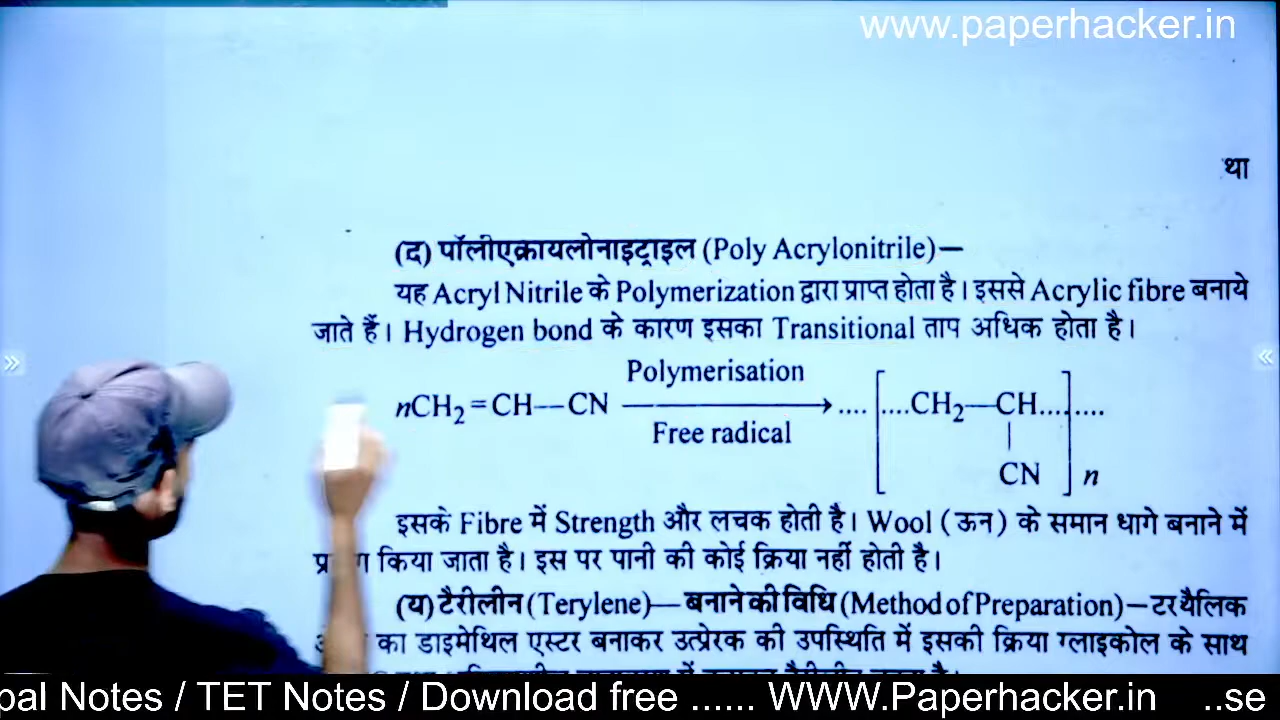 www.paperhacker.in
था
(द) पॉलीएक्रायलोनाइट्राइल (Poly Acrylonitrile)—
यह Acryl Nitrile के Polymerization द्वारा प्राप्त होता है। इससे Acrylic fibre बनाये
जाते हैं। Hydrogen bond के कारण इसका Transitional ताप अधिक होता है।
Polymerisation
nCH₂=CH—CN ⟶ .... [....CH₂—CH....]....
Free radical
|
CN n
इसके Fibre में Strength और लचक होती है। Wool (ऊन) के समान धागे बनाने में
किया जाता है। इस पर पानी की कोई क्रिया नहीं होती है।
(य) टैरीलीन (Terylene)—बनाने की विधि (Method of Preparation)—टरथैलिक
का डाइमेथिल एस्टर बनाकर उत्प्रेरक की उपस्थिति में इसकी क्रिया ग्लाइकोल के साथ
pal Notes / TET Notes / Download free ...... WWW.Paperhacker.in ..se